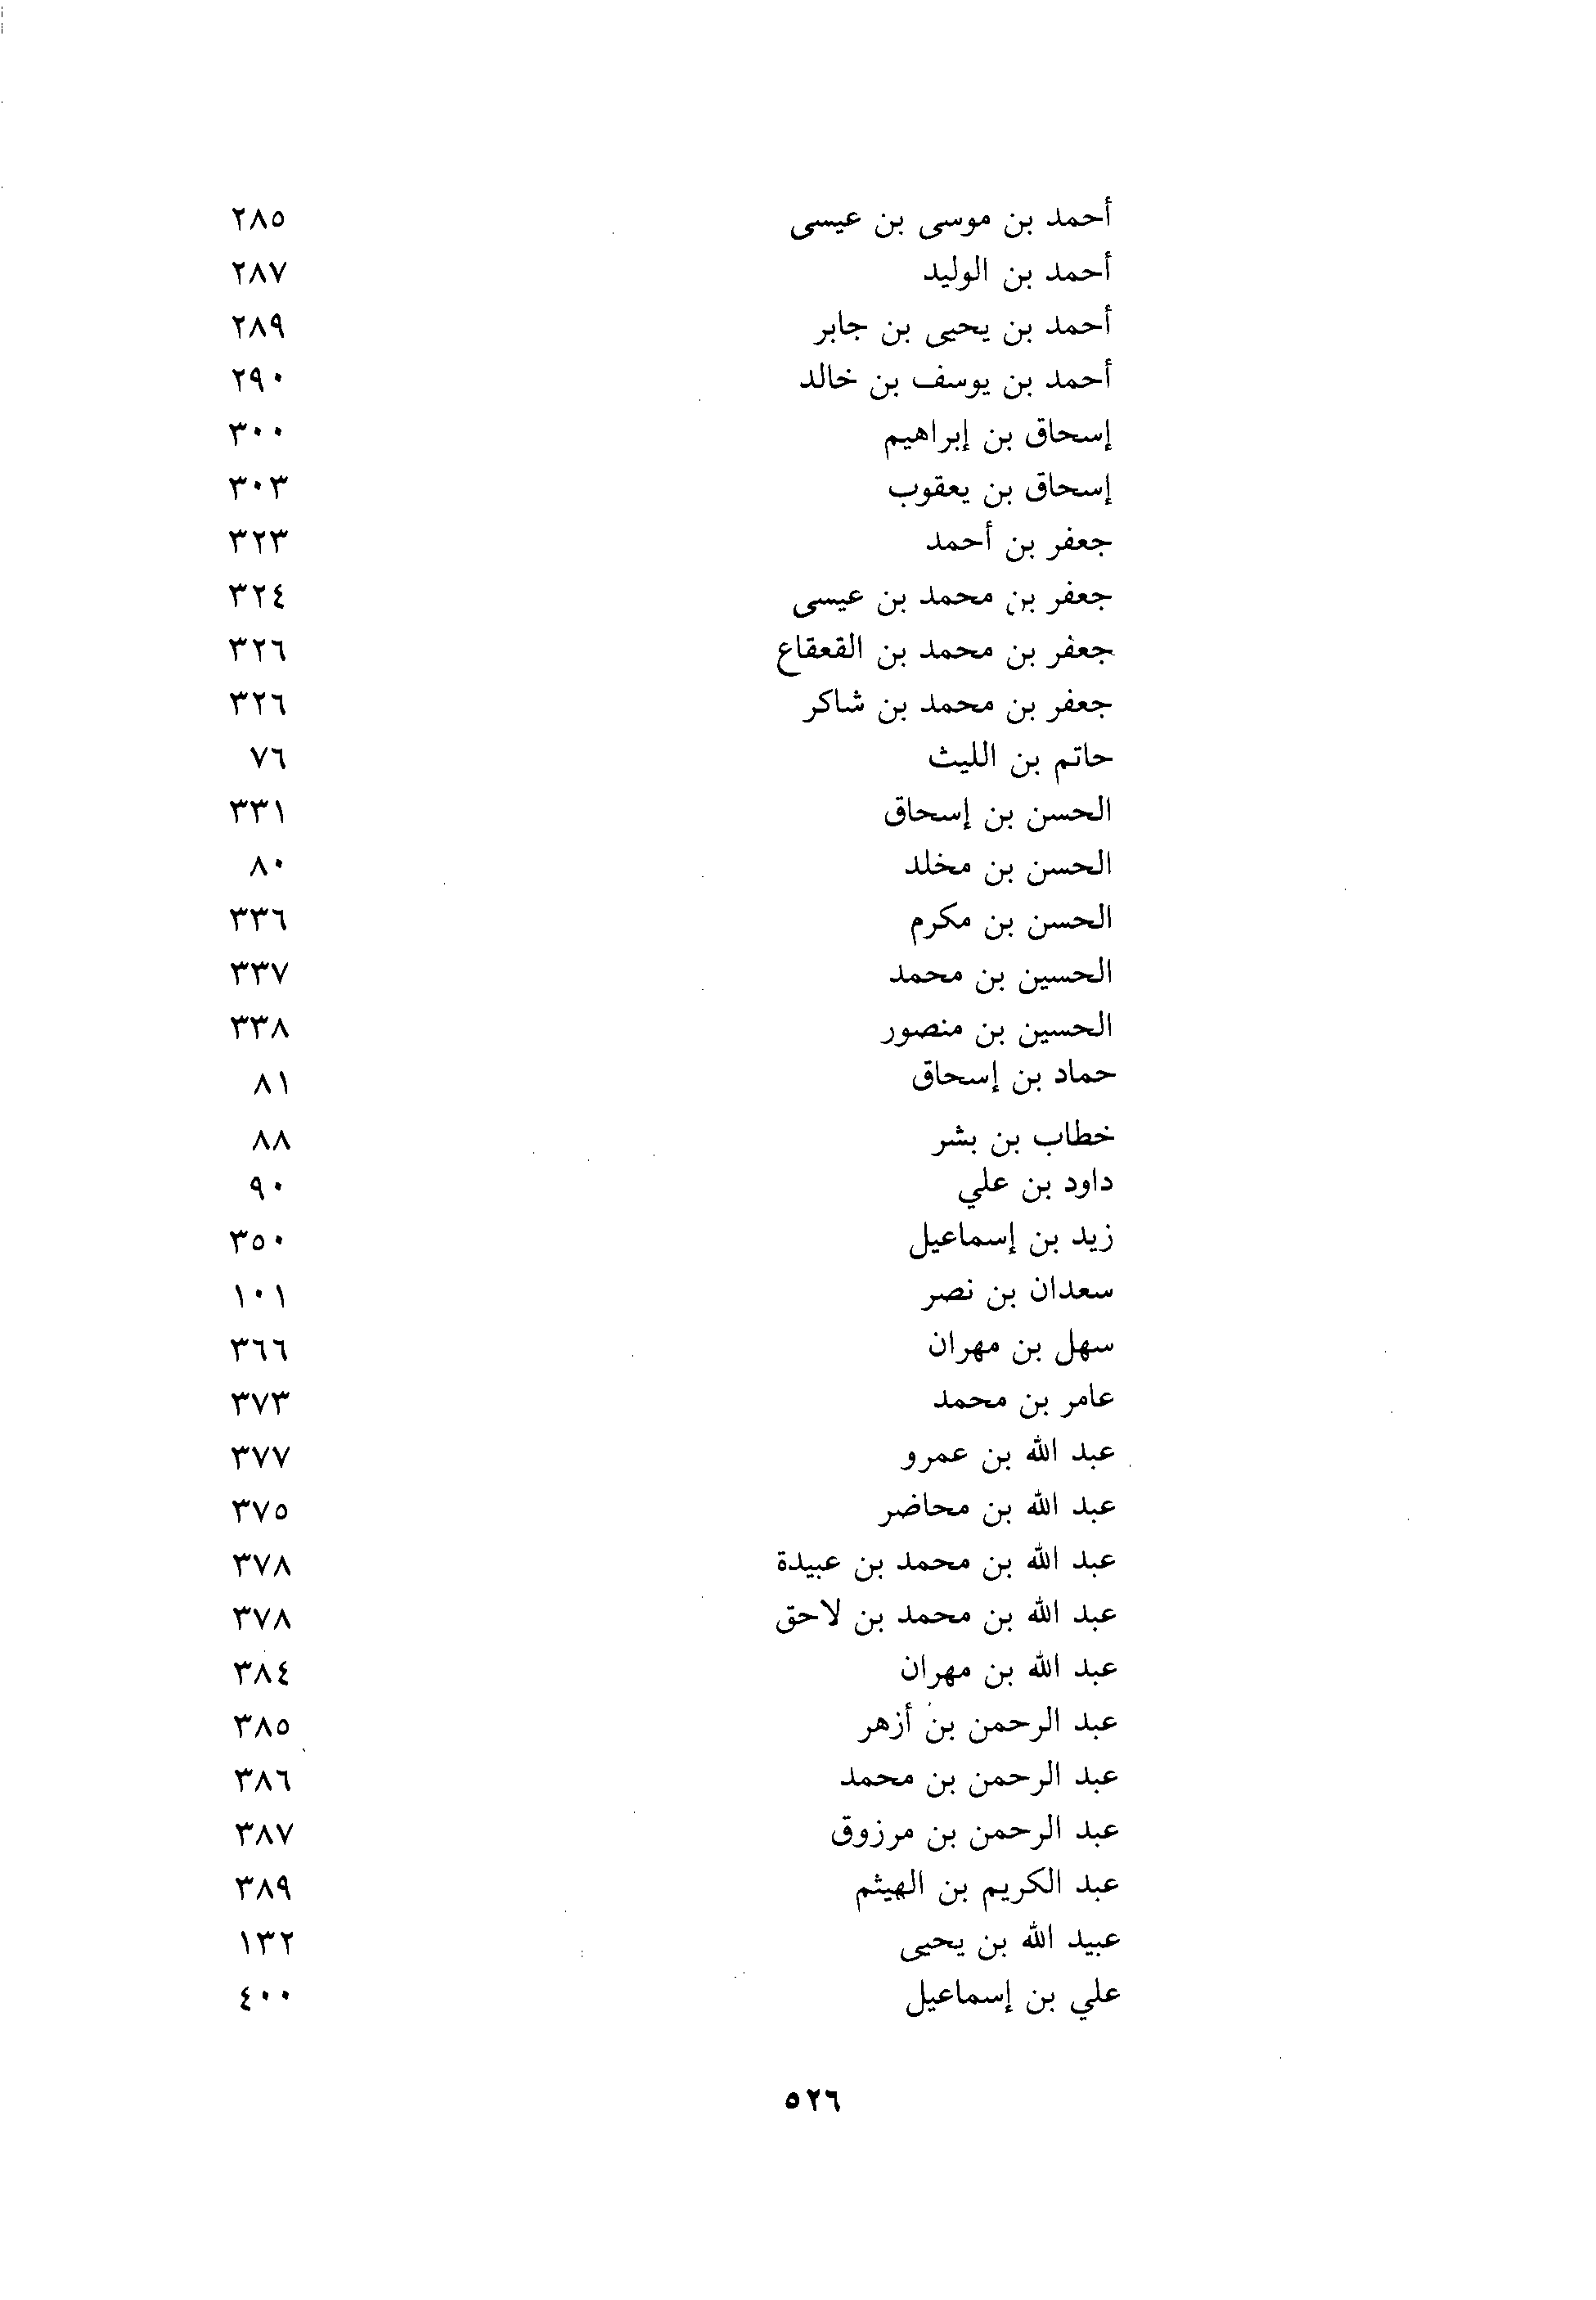 أحمد بن موسى بن عيسى ٢٨٥
أحمد بن الوليد ٢٨٧
أحمد بن يحيى بن جابر ٢٨٩
أحمد بن يوسف بن خالد ٢٩٠
إسحاق بن إبراهيم ٣٠٠
إسحاق بن يعقوب ٣٠٣
جعفر بن أحمد ٣٢٣
جعفر بن محمد بن عيسى ٣٢٤
جعفر بن محمد بن القعقاع ٣٢٦
جعفر بن محمد بن شاكر ٣٢٦
حاتم بن الليث ٧٦
الحسن بن إسحاق ٣٣١
الحسن بن مخلد ٨٠
الحسن بن مكرم ٣٣٦
الحسين بن محمد ٣٣٧
الحسين بن منصور ٣٣٨
حماد بن إسحاق ٨١
خطاب بن بشر ٨٨
داود بن علي ٩٠
زيد بن إسماعيل ٣٥٠
سعدان بن نصر ١٠١
سهل بن مهران ٣٦٦
عامر بن محمد ٣٧٣
عبد الله بن عمرو ٣٧٧
عبد الله بن محاضر ٣٧٥
عبد الله بن محمد بن عبيدة ٣٧٨
عبد الله بن محمد بن لاحق ٣٧٨
عبد الله بن مهران ٣٨٤
عبد الرحمن بن أزهر ٣٨٥
عبد الرحمن بن محمد ٣٨٦
عبد الرحمن بن مرزوق ٣٨٧
عبد الكريم بن الهيثم ٣٨٩
عبيد الله بن يحيى ١٣٢
علي بن إسماعيل ٤٠٠
٥٢٦